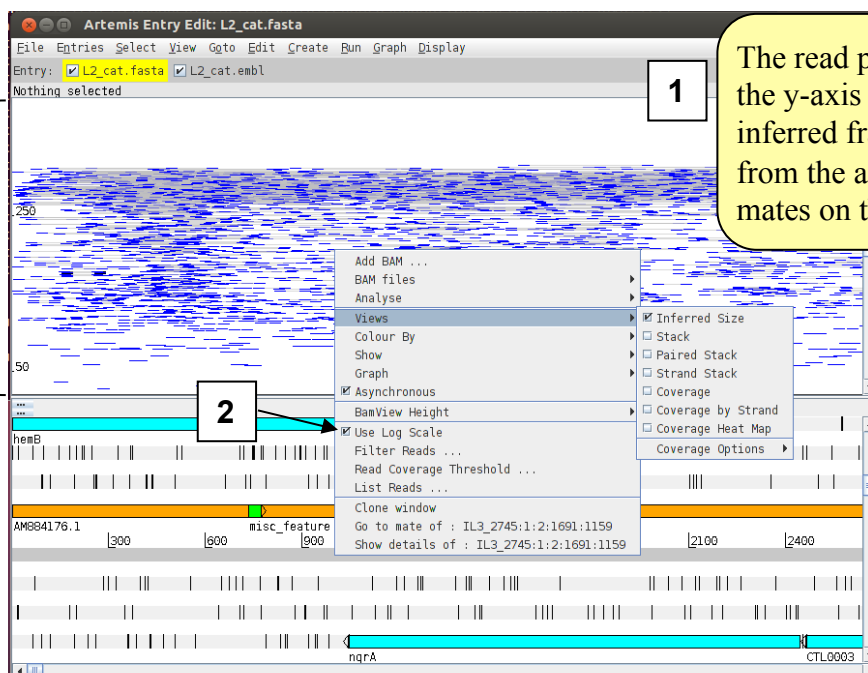 Artemis Entry Edit: L2_cat.fasta
File Entries Select View Goto Edit Create Run Graph Display
Entry: L2_cat.fasta L2_cat.embl
Nothing selected
1
The read p
the y-axis
inferred fr
from the a
mates on t
250
50
Add BAM ...
BAM files
Analyse
Views
Colour By
Show
Graph
Asynchronous
BamView Height
Use Log Scale
Filter Reads ...
Read Coverage Threshold ...
List Reads ...
Clone window
Go to mate of : IL3_2745:1:2:1691:1159
Show details of : IL3_2745:1:2:1691:1159
Inferred Size
Stack
Paired Stack
Strand Stack
Coverage
Coverage by Strand
Coverage Heat Map
Coverage Options
2
hemB
AM884176.1 misc_feature
300 600 900 2100 2400
nqrA CTL0003